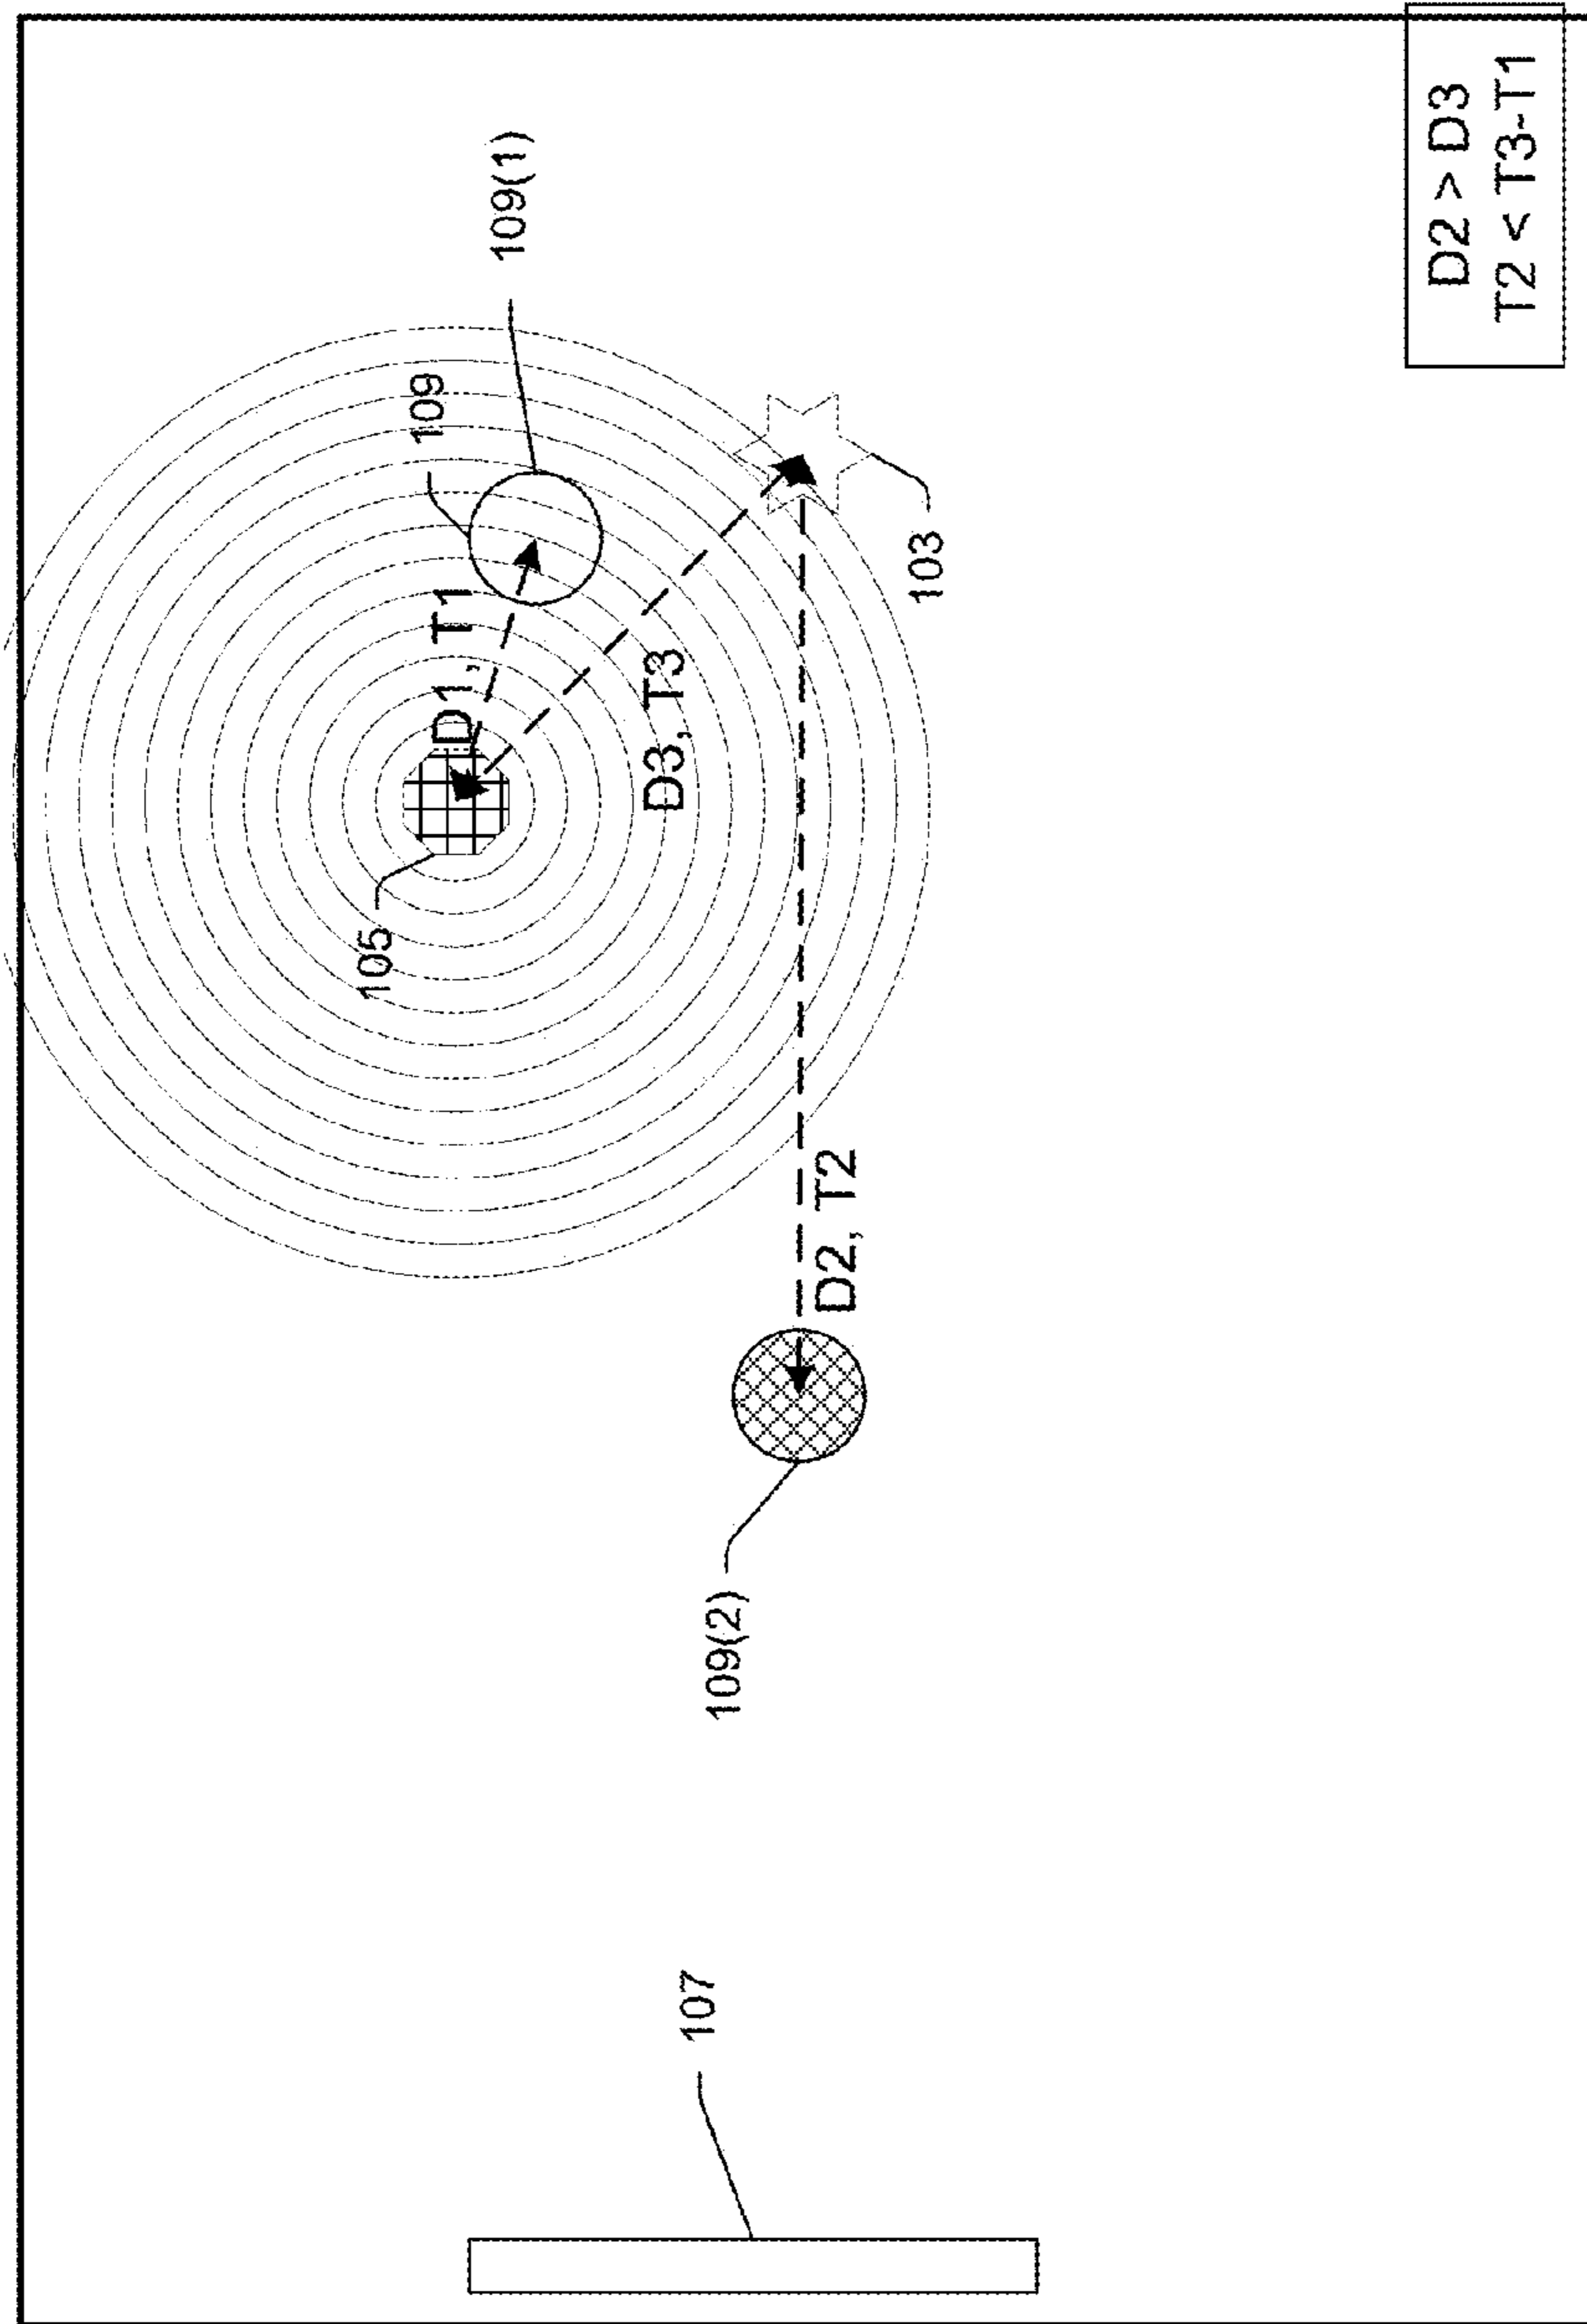 109(1)
109
D1, T1
105
D3, T3
103
D2, T2
109(2)
107
D2 > D3
T2 < T3-T1